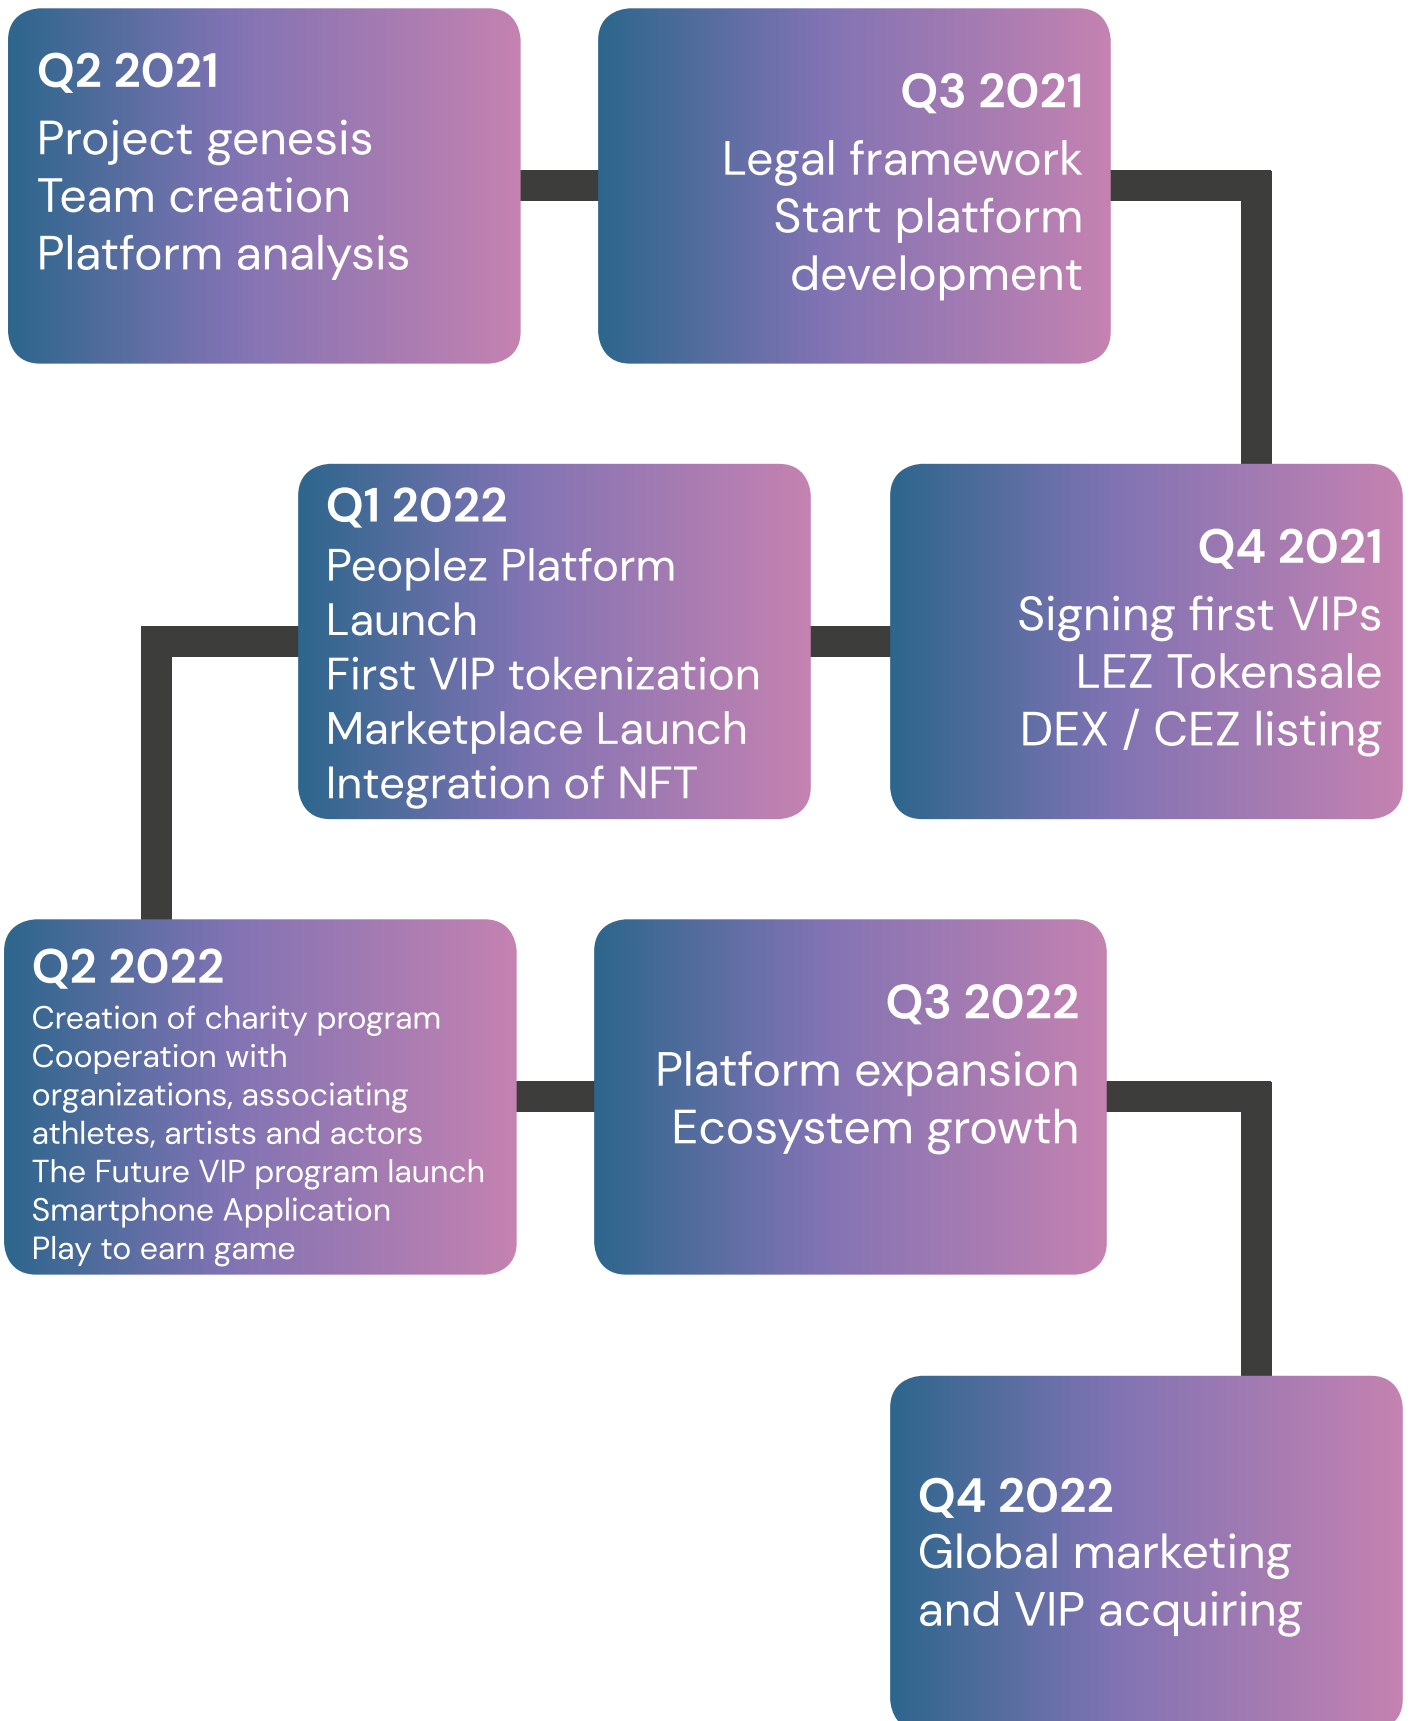 Q2 2021
Project genesis
Team creation
Platform analysis
Q3 2021
Legal framework
Start platform
development
Q4 2021
Signing first VIPs
LEZ Tokensale
DEX / CEZ listing
Q1 2022
Peoplez Platform
Launch
First VIP tokenization
Marketplace Launch
Integration of NFT
Q2 2022
Creation of charity program
Cooperation with
organizations, associating
athletes, artists and actors
The Future VIP program launch
Smartphone Application
Play to earn game
Q3 2022
Platform expansion
Ecosystem growth
Q4 2022
Global marketing
and VIP acquiring